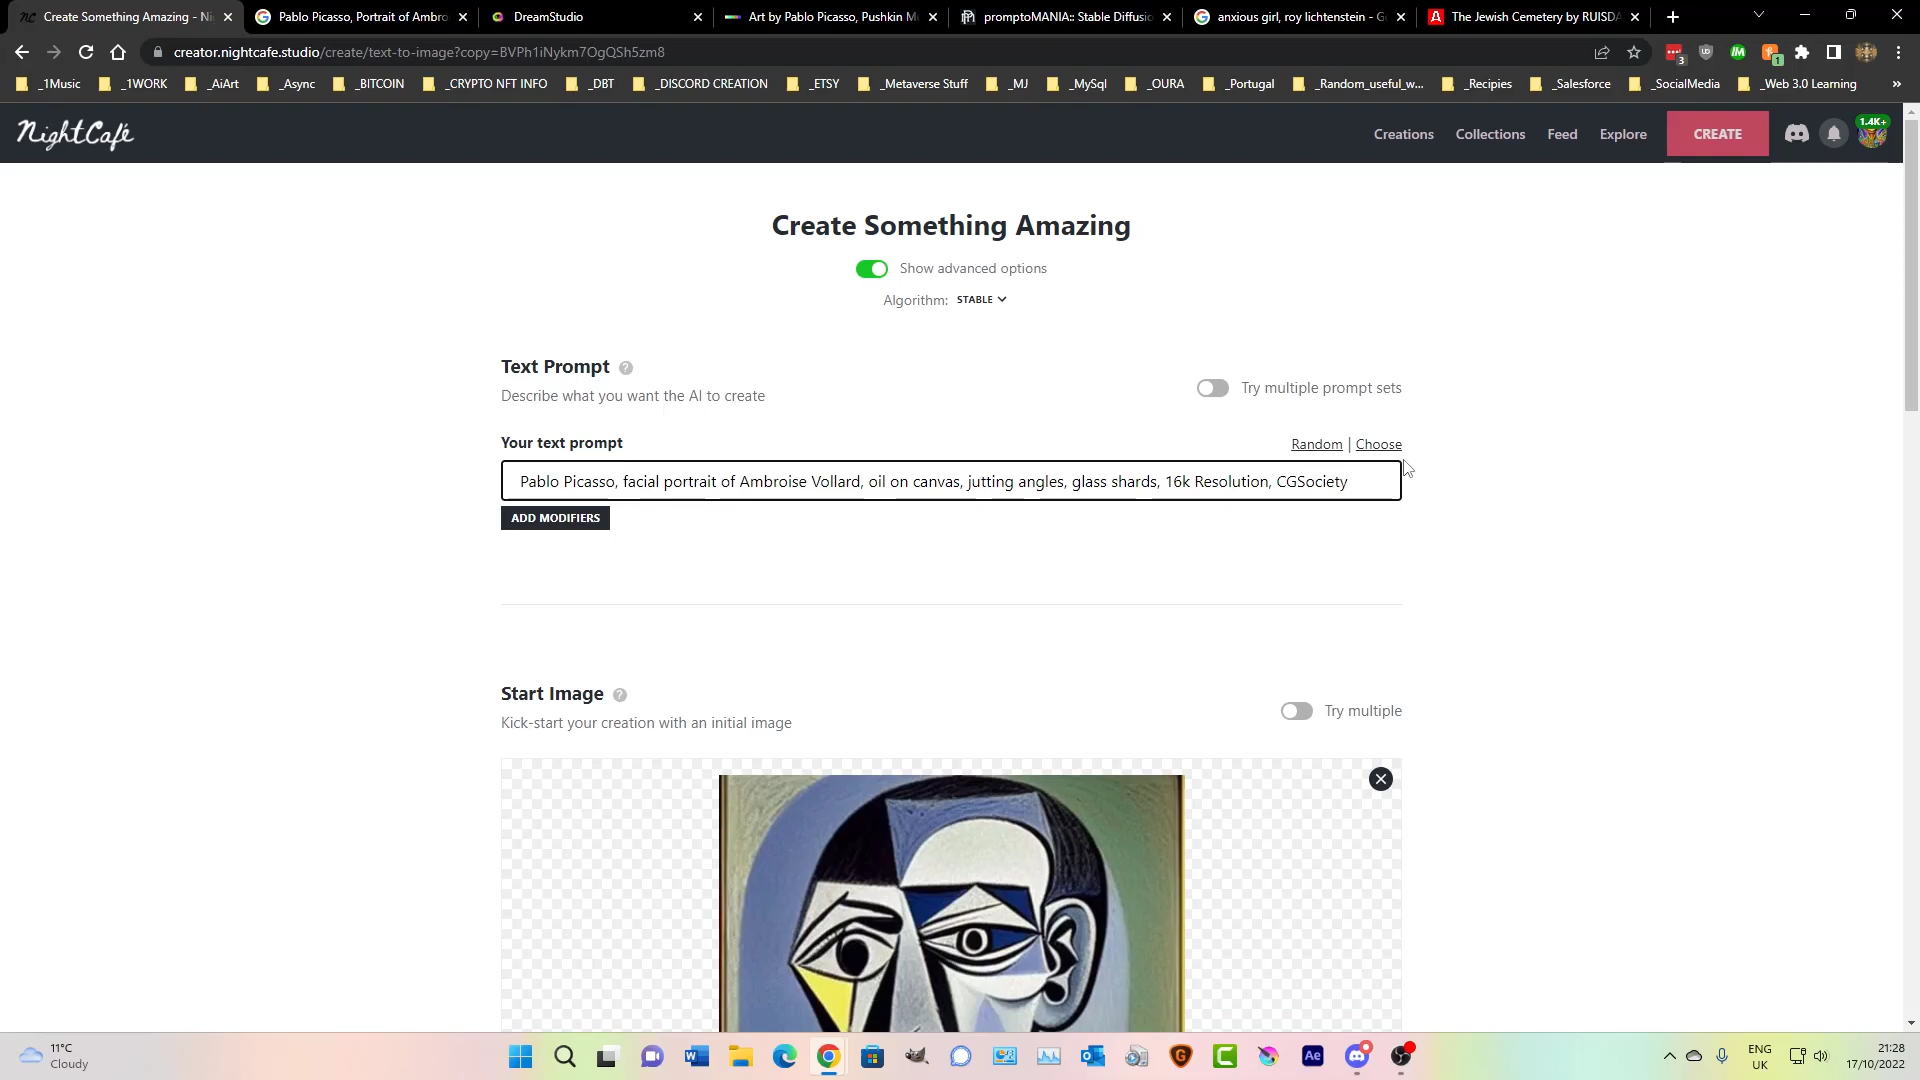 Create Something Amazing - Ni
Pablo Picasso, Portrait of Ambro
DreamStudio
Art by Pablo Picasso, Pushkin M
promptoMANIA:: Stable Diffusio
anxious girl, roy lichtenstein - G
The Jewish Cemetery by RUISDA
creator.nightcafe.studio/create/text-to-image?copy=BVPh1iNykm7OgQSh5zm8
3
1
_1Music
_1WORK
_AiArt
_Async
_BITCOIN
_CRYPTO NFT INFO
_DBT
_DISCORD CREATION
_ETSY
_Metaverse Stuff
_MJ
_MySql
_OURA
_Portugal
_Random_useful_w...
_Recipies
_Salesforce
_SocialMedia
_Web 3.0 Learning
»
NightCafé
Creations
Collections
Feed
Explore
CREATE
1.4K+
Create Something Amazing
Show advanced options
Algorithm: STABLE
Text Prompt ?
Describe what you want the AI to create
Try multiple prompt sets
Your text prompt
Random | Choose
Pablo Picasso, facial portrait of Ambroise Vollard, oil on canvas, jutting angles, glass shards, 16k Resolution, CGSociety
ADD MODIFIERS
Start Image ?
Kick-start your creation with an initial image
Try multiple
11°C
Cloudy
ENG
UK
21:28
17/10/2022